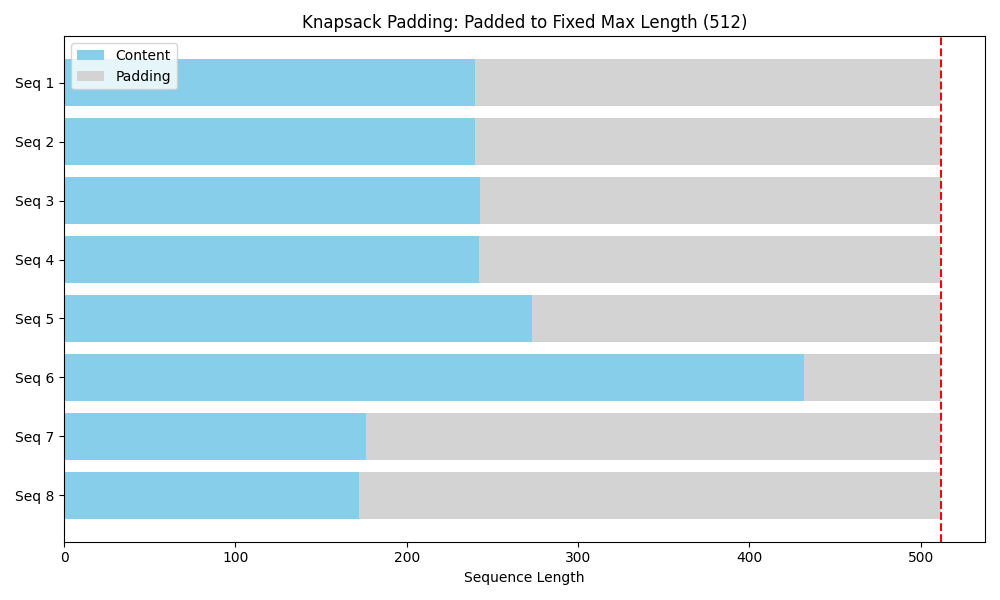 Knapsack Padding: Padded to Fixed Max Length (512)
Content
Padding
Seq 1
Seq 2
Seq 3
Seq 4
Seq 5
Seq 6
Seq 7
Seq 8
0 100 200 300 400 500
Sequence Length